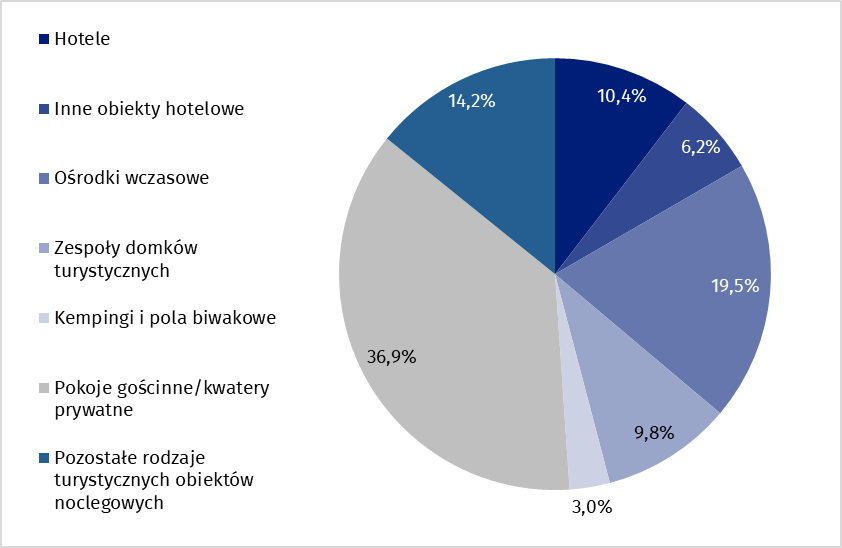 Hotele
Inne obiekty hotelowe
Ośrodki wczasowe
Zespoły domków
turystycznych
Kempingi i pola biwakowe
Pokoje gościnne/kwatery
prywatne
Pozostałe rodzaje
turystycznych obiektów
noclegowych
10,4%
6,2%
19,5%
9,8%
3,0%
36,9%
14,2%